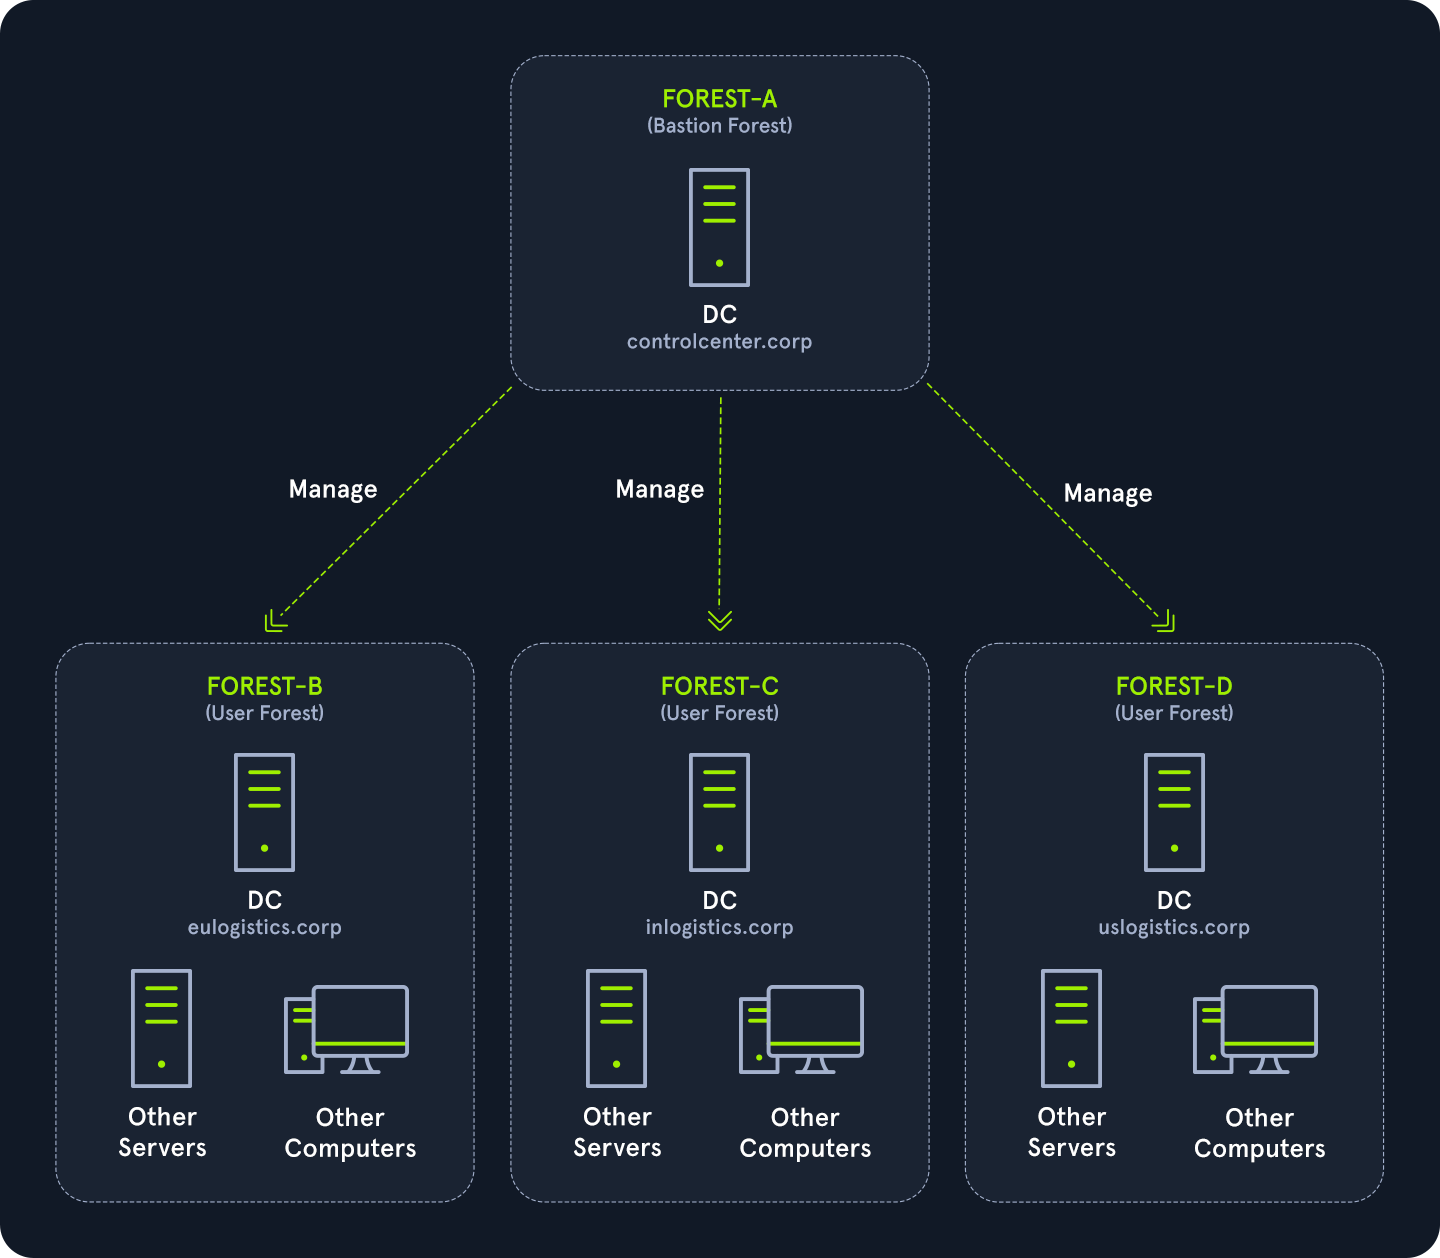 FOREST-A
(Bastion Forest)
DC
controlcenter.corp
Manage
Manage
Manage
FOREST-B
(User Forest)
DC
eulogistics.corp
Other
Servers
Other
Computers
FOREST-C
(User Forest)
DC
inlogistics.corp
Other
Servers
Other
Computers
FOREST-D
(User Forest)
DC
uslogistics.corp
Other
Servers
Other
Computers